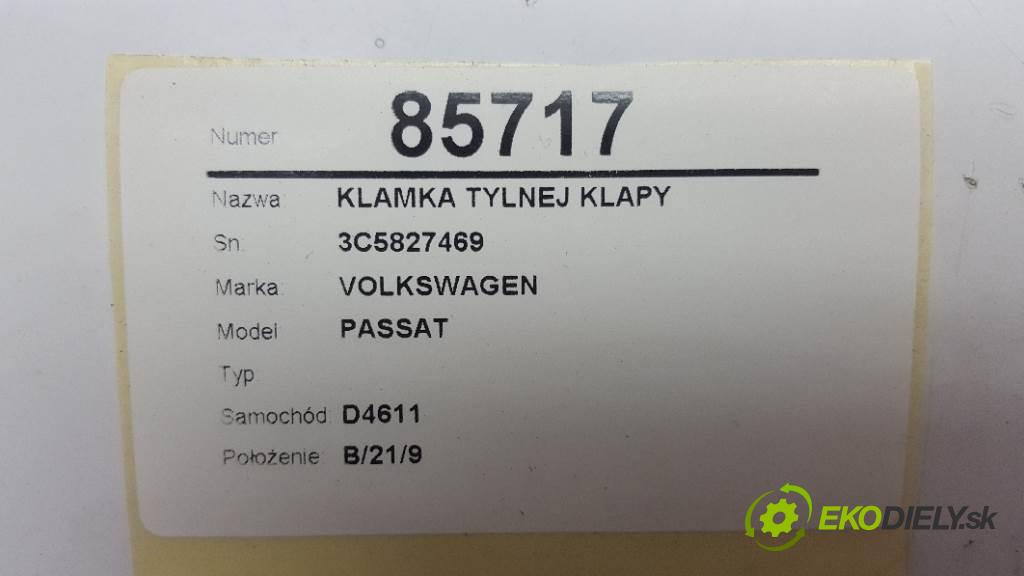 Numer 85717
Nazwa: KLAMKA TYLNEJ KLAPY
Sn: 3C5827469
Marka: VOLKSWAGEN
Model PASSAT
Typ
Samochód: D4611
Położenie: B/21/9
EKODIELY.sk